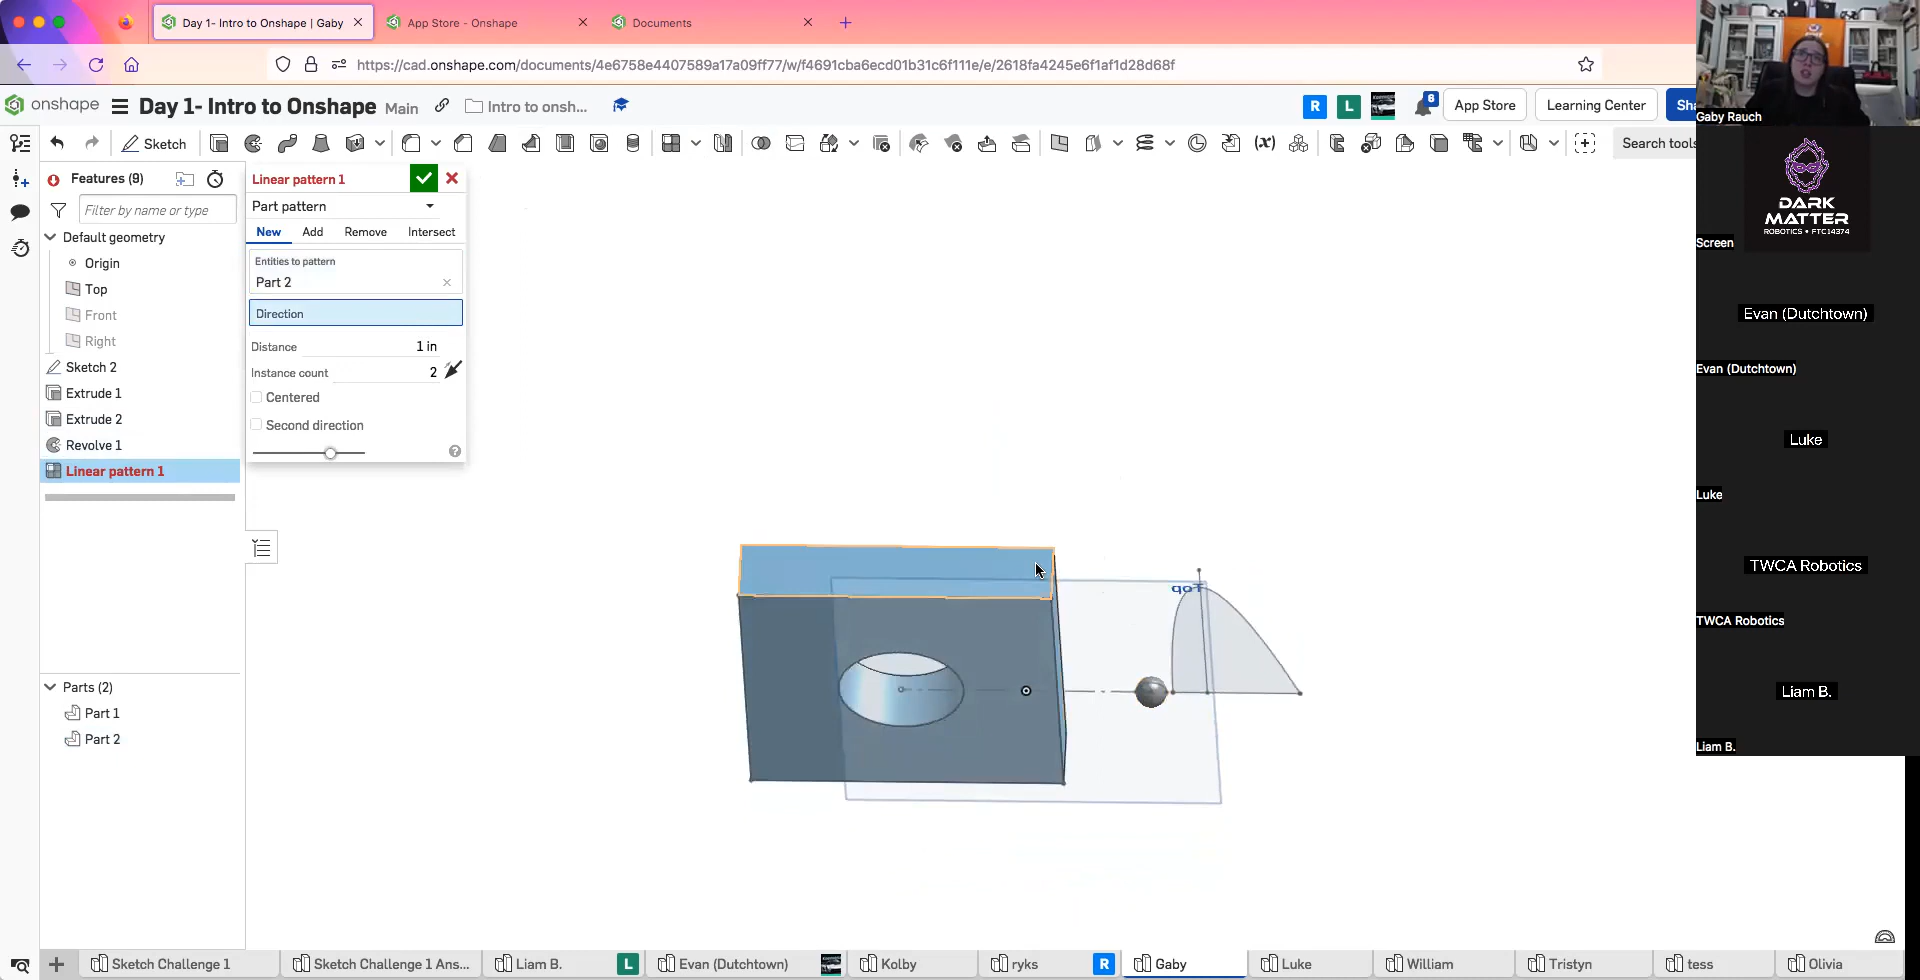 Day 1- Intro to Onshape | Gaby
App Store - Onshape
Documents
https://cad.onshape.com/documents/4e6758e4407589a17a09ff77/w/f4691cba6ecd01b31c6f111e/e/2618fa4245e6f1af1d28d68f
onshape
Day 1- Intro to Onshape
Main
Intro to onsh...
R
L
6
App Store
Learning Center
Sha
Sketch
(x)
Search tools
Features (9)
Filter by name or type
Default geometry
Origin
Top
Front
Right
Sketch 2
Extrude 1
Extrude 2
Revolve 1
Linear pattern 1
Parts (2)
Part 1
Part 2
Linear pattern 1
Part pattern
New Add Remove Intersect
Entities to pattern
Part 2
Direction
Distance 1 in
Instance count 2
Centered
Second direction
Top
Gaby Rauch
DARK
MATTER
ROBOTICS • FTC14374
Screen
Evan (Dutchtown)
Evan (Dutchtown)
Luke
Luke
TWCA Robotics
TWCA Robotics
Liam B.
Liam B.
Sketch Challenge 1
Sketch Challenge 1 Ans...
Liam B.
L
Evan (Dutchtown)
Kolby
ryks
R
Gaby
Luke
William
Tristyn
tess
Olivia